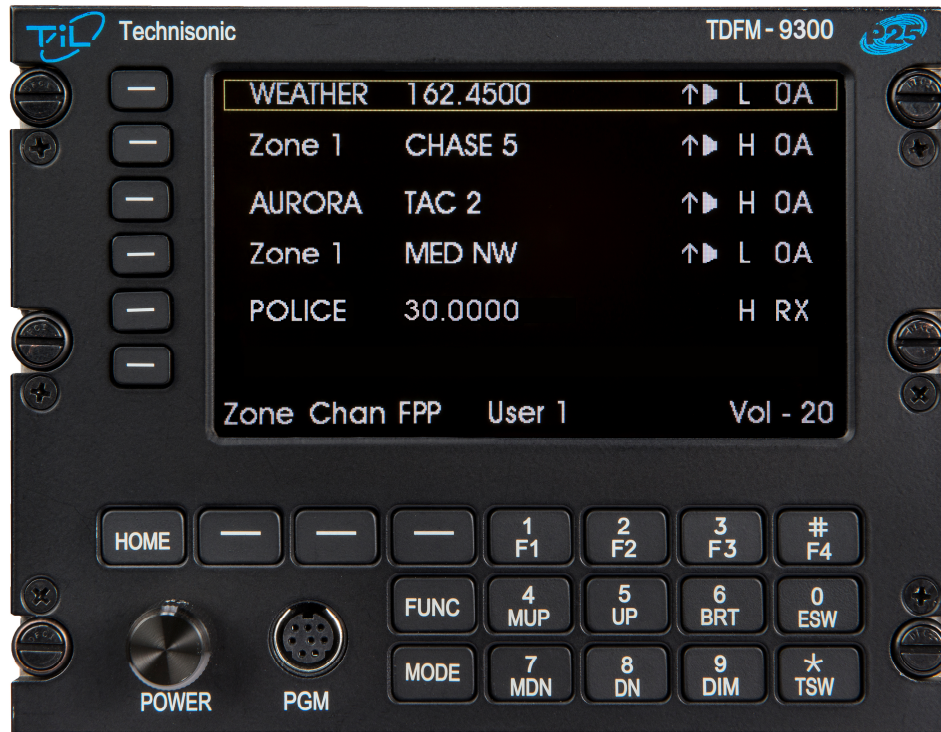 TiL Technisonic TDFM - 9300 P25
WEATHER 162.4500 ↑ L 0A
Zone 1 CHASE 5 ↑ H 0A
AURORA TAC 2 ↑ H 0A
Zone 1 MED NW ↑ L 0A
POLICE 30.0000 H RX
Zone Chan FPP User 1 Vol - 20
HOME 1 2 3 #
F1 F2 F3 F4
FUNC 4 5 6 0
MUP UP BRT ESW
MODE 7 8 9 *
MDN DN DIM TSW
POWER PGM